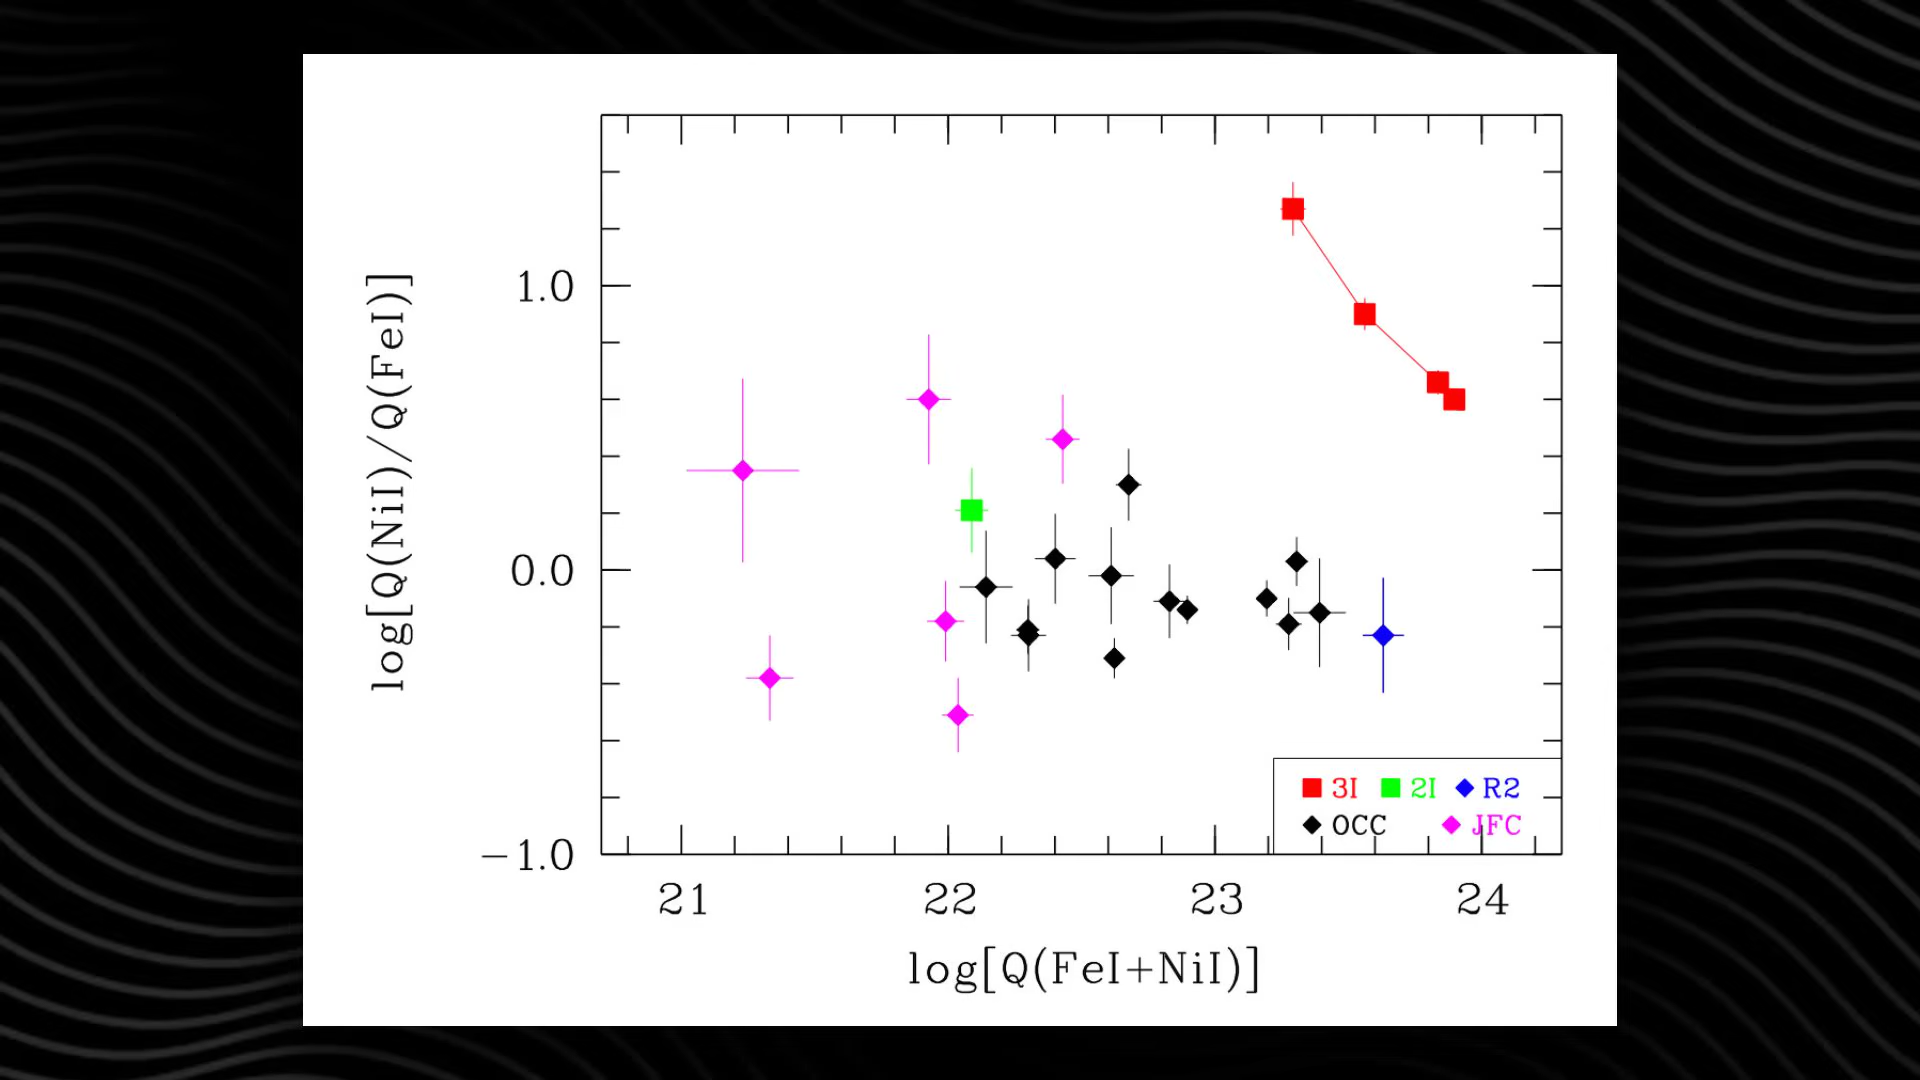 log[Q(NiI)/Q(FeI)]
1.0
0.0
−1.0
3I 2I R2
OCC JFC
21 22 23 24
log[Q(FeI+NiI)]